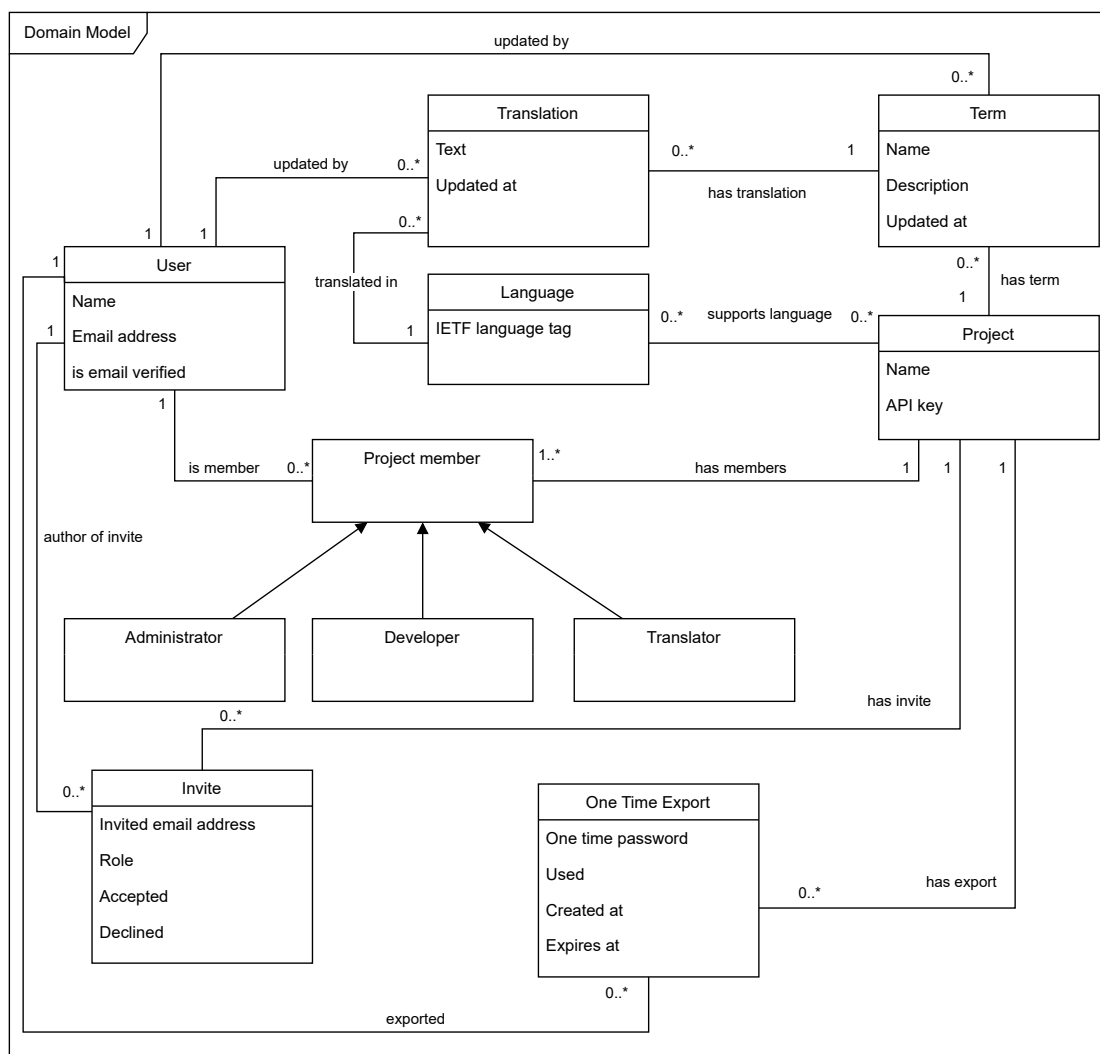 Domain Model
updated by
0..*
Translation
Text
Updated at
Term
Name
Description
Updated at
updated by
0..*
0..*
1
has translation
0..*
1
1
1
User
Name
Email address
is email verified
1
1
translated in
1
Language
IETF language tag
0..*
supports language
0..*
0..*
has term
1
Project
Name
API key
1
is member
0..*
Project member
1..*
has members
1
1
1
author of invite
Administrator
Developer
Translator
0..*
has invite
0..*
Invite
Invited email address
Role
Accepted
Declined
One Time Export
One time password
Used
Created at
Expires at
0..*
has export
0..*
exported